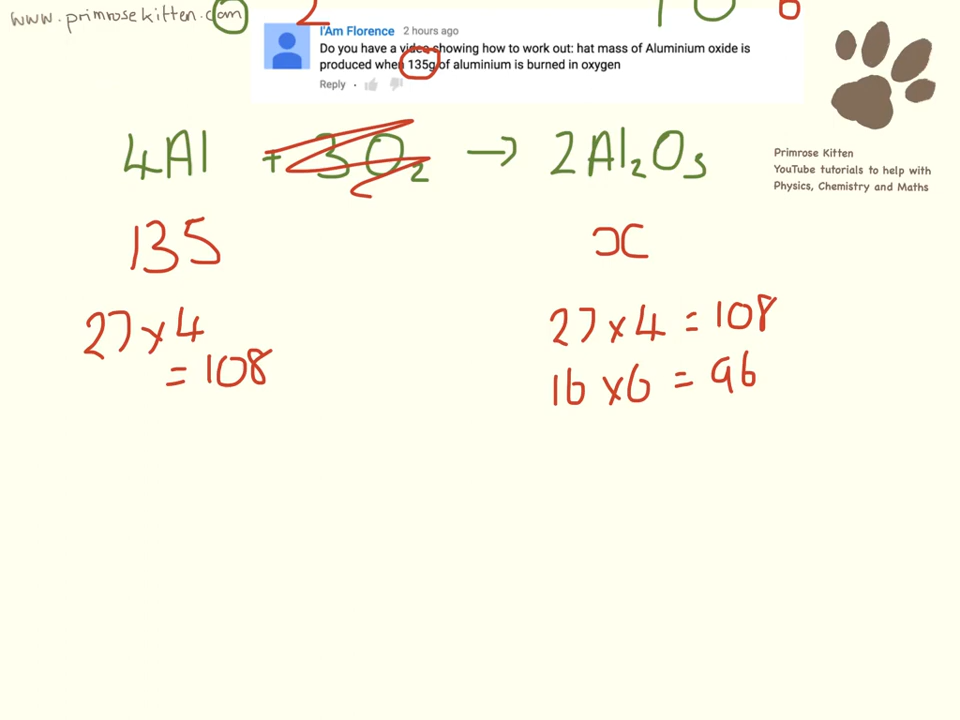 www.primrosekitten.com
2
10
6
I'Am Florence 2 hours ago
Do you have a video showing how to work out: hat mass of Aluminium oxide is
produced when 135g of aluminium is burned in oxygen
Reply
4Al + 3O₂ → 2Al₂O₃
Primrose Kitten
YouTube tutorials to help with
Physics, Chemistry and Maths
135
x
27 x 4
= 108
27 x 4 = 108
16 x 6 = 96